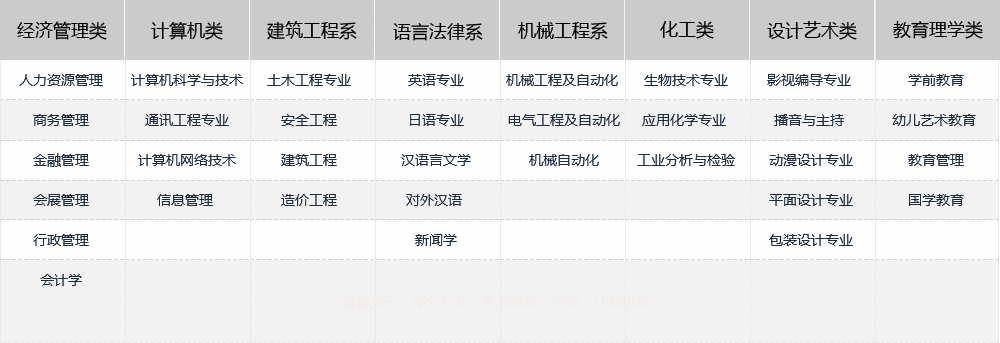 经济管理类 计算机类 建筑工程系 语言法律系 机械工程系 化工类 设计艺术类 教育理学类
人力资源管理 计算机科学与技术 土木工程专业 英语专业 机械工程及自动化 生物技术专业 影视编导专业 学前教育
商务管理 通讯工程专业 安全工程 日语专业 电气工程及自动化 应用化学专业 播音与主持 幼儿艺术教育
金融管理 计算机网络技术 建筑工程 汉语言文学 机械自动化 工业分析与检验 动漫设计专业 教育管理
会展管理 信息管理 造价工程 对外汉语 平面设计专业 国学教育
行政管理 新闻学 包装设计专业
会计学